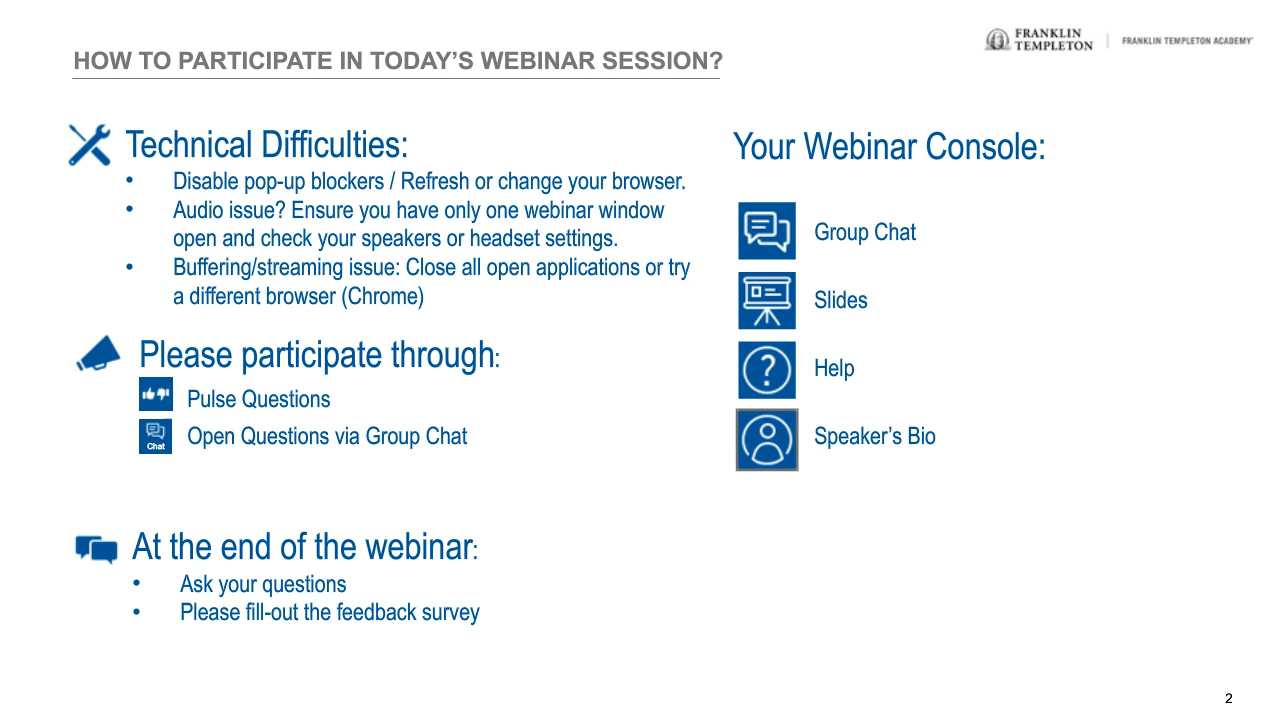 HOW TO PARTICIPATE IN TODAY'S WEBINAR SESSION?
FRANKLIN
TEMPLETON
FRANKLIN TEMPLETON ACADEMY
Technical Difficulties:
• Disable pop-up blockers / Refresh or change your browser.
• Audio issue? Ensure you have only one webinar window
open and check your speakers or headset settings.
• Buffering/streaming issue: Close all open applications or try
a different browser (Chrome)
Please participate through:
Pulse Questions
Chat
Open Questions via Group Chat
At the end of the webinar:
• Ask your questions
• Please fill-out the feedback survey
Your Webinar Console:
Group Chat
Slides
?
Help
Speaker’s Bio
2